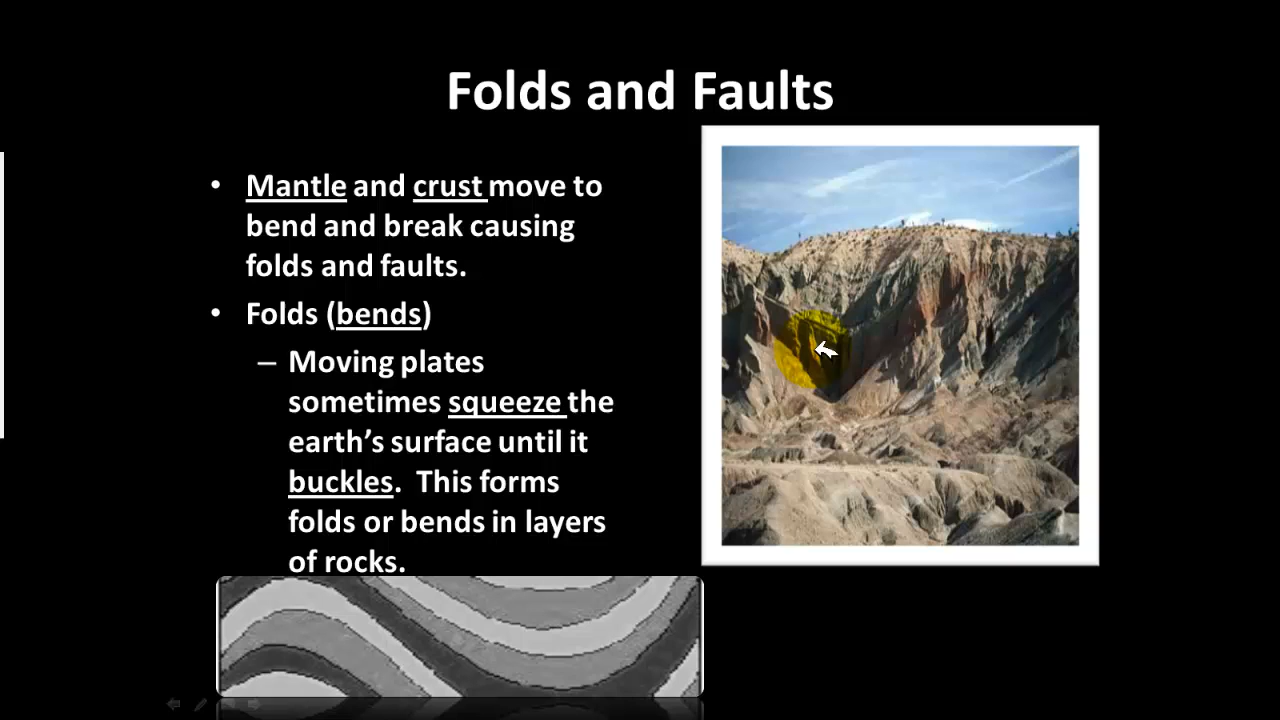 Folds and Faults
• Mantle and crust move to
bend and break causing
folds and faults.
• Folds (bends)
– Moving plates
sometimes squeeze the
earth's surface until it
buckles.  This forms
folds or bends in layers
of rocks.